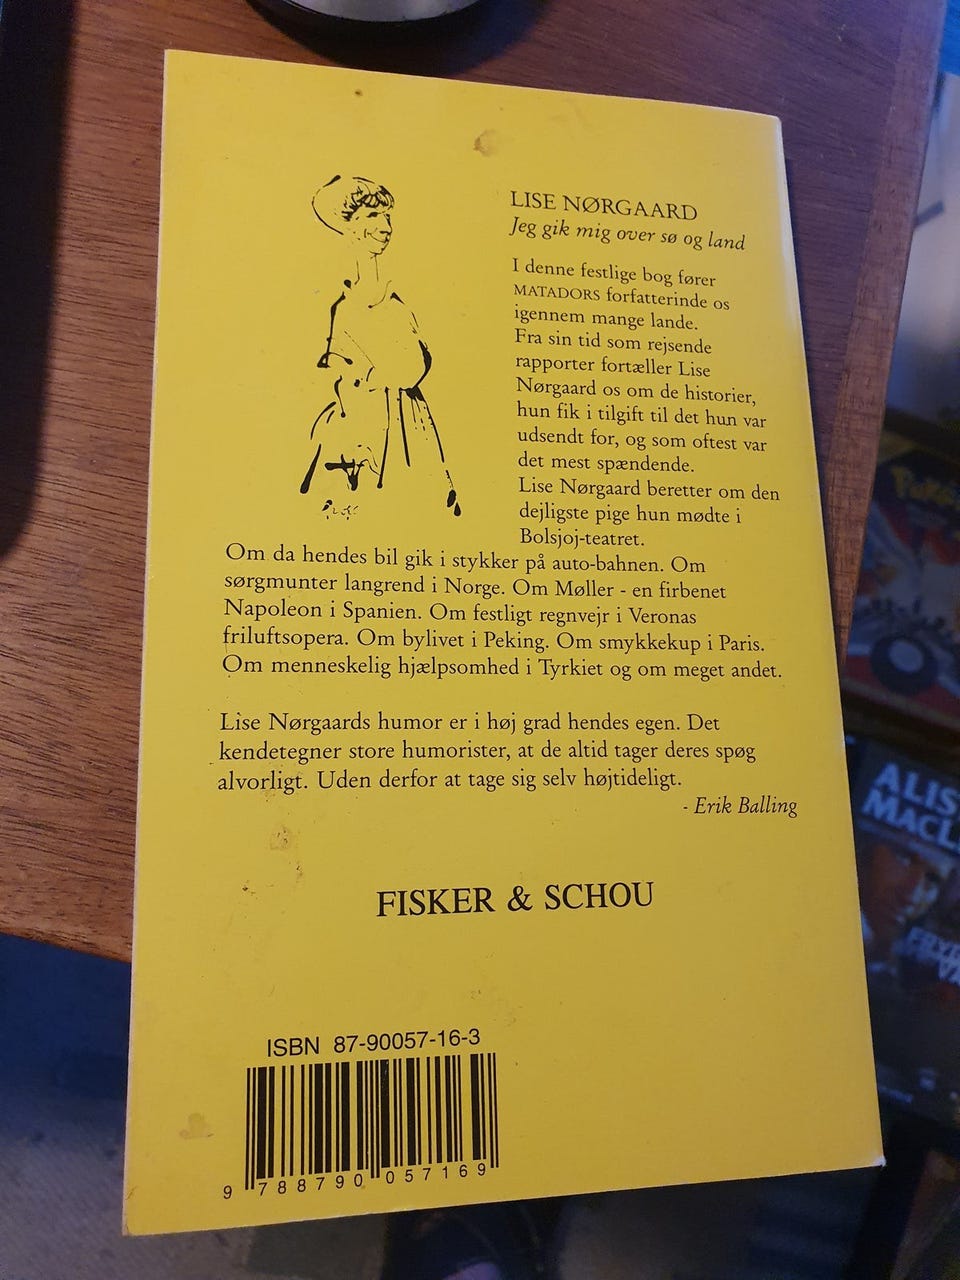 LISE NØRGAARD
Jeg gik mig over sø og land
I denne festlige bog fører
MATADORS forfatterinde os
igennem mange lande.
Fra sin tid som rejsende
rapporter fortæller Lise
Nørgaard os om de historier,
hun fik i tilgift til det hun var
udsendt for, og som oftest var
det mest spændende.
Lise Nørgaard beretter om den
dejligste pige hun mødte i
Bolsjoj-teatret.
Om da hendes bil gik i stykker på auto-bahnen. Om
sørgmunter langrend i Norge. Om Møller - en firbenet
Napoleon i Spanien. Om festligt regnvejr i Veronas
friluftsopera. Om bylivet i Peking. Om smykkekup i Paris.
Om menneskelig hjælpsomhed i Tyrkiet og om meget andet.
Lise Nørgaards humor er i høj grad hendes egen. Det
kendetegner store humorister, at de altid tager deres spøg
alvorligt. Uden derfor at tage sig selv højtideligt.
- Erik Balling
FISKER & SCHOU
ISBN 87-90057-16-3
9 788790 057169
ALIS
MACL